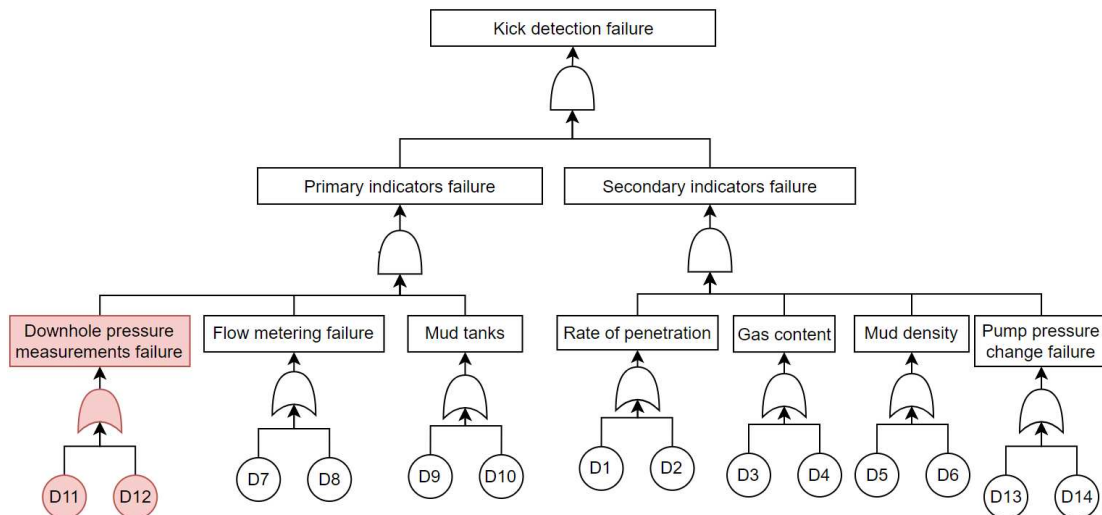 Kick detection failure
Primary indicators failure
Secondary indicators failure
Downhole pressure
measurements failure
Flow metering failure
Mud tanks
Rate of penetration
Gas content
Mud density
Pump pressure
change failure
D11
D12
D7
D8
D9
D10
D1
D2
D3
D4
D5
D6
D13
D14